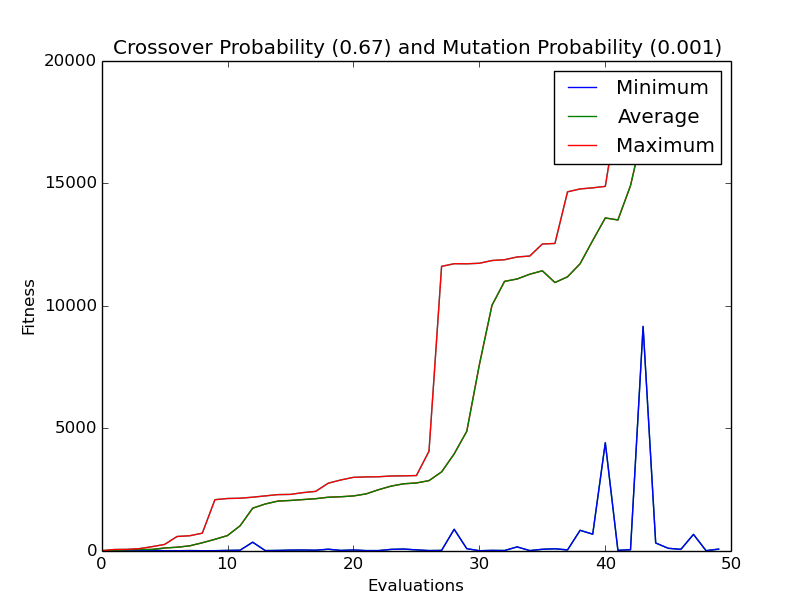 Crossover Probability (0.67) and Mutation Probability (0.001)
20000
15000
10000
5000
0
Fitness
Minimum
Average
Maximum
0 10 20 30 40 50
Evaluations